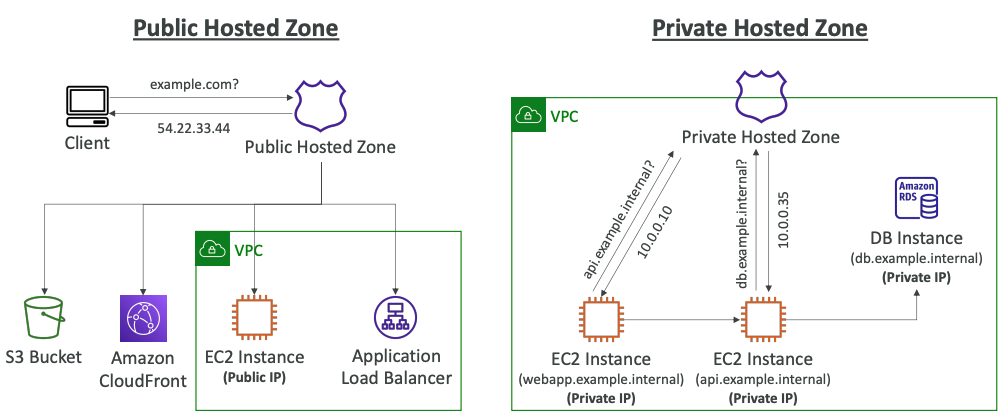 Public Hosted Zone
example.com?
54.22.33.44
Client
Public Hosted Zone
VPC
S3 Bucket
Amazon
CloudFront
EC2 Instance
(Public IP)
Application
Load Balancer
Private Hosted Zone
VPC
Private Hosted Zone
api.example.internal?
10.0.0.10
db.example.internal?
10.0.0.35
Amazon
RDS
DB Instance
(db.example.internal)
(Private IP)
EC2 Instance
(webapp.example.internal)
(Private IP)
EC2 Instance
(api.example.internal)
(Private IP)